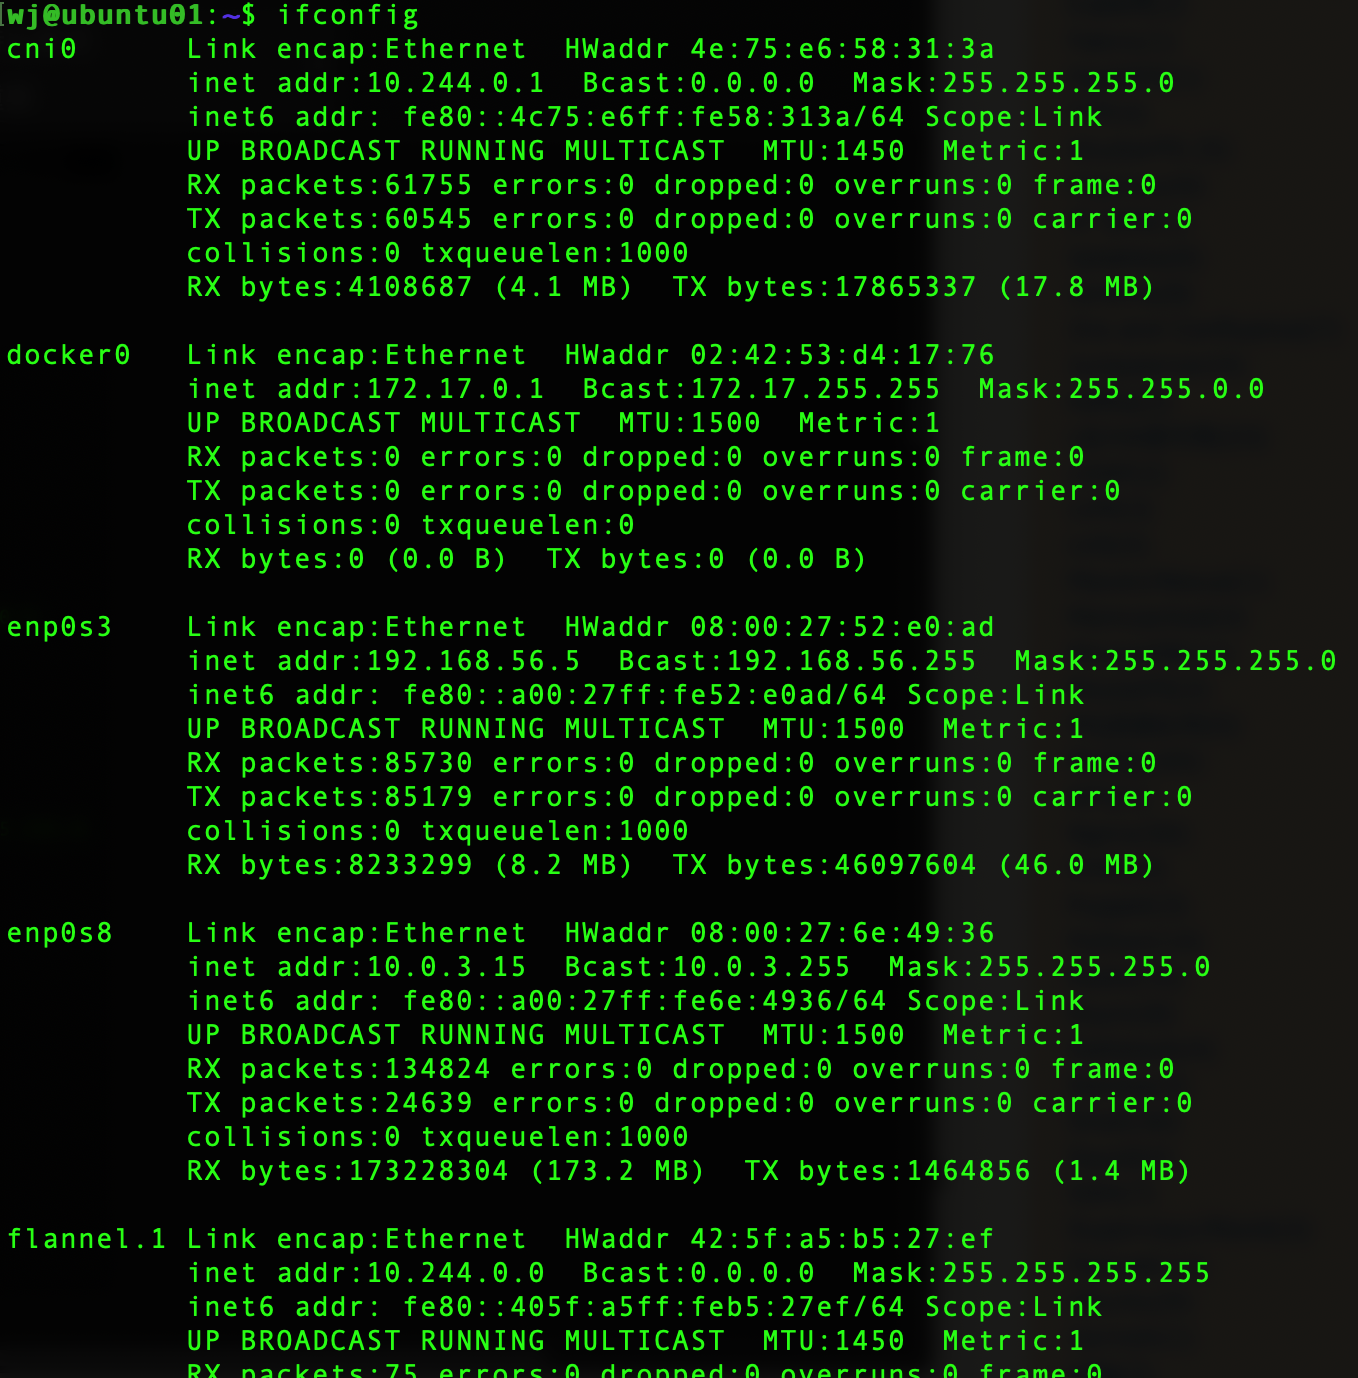 wj@ubuntu01:~$ ifconfig
cni0      Link encap:Ethernet  HWaddr 4e:75:e6:58:31:3a
          inet addr:10.244.0.1  Bcast:0.0.0.0  Mask:255.255.255.0
          inet6 addr: fe80::4c75:e6ff:fe58:313a/64 Scope:Link
          UP BROADCAST RUNNING MULTICAST  MTU:1450  Metric:1
          RX packets:61755 errors:0 dropped:0 overruns:0 frame:0
          TX packets:60545 errors:0 dropped:0 overruns:0 carrier:0
          collisions:0 txqueuelen:1000
          RX bytes:4108687 (4.1 MB)  TX bytes:17865337 (17.8 MB)

docker0   Link encap:Ethernet  HWaddr 02:42:53:d4:17:76
          inet addr:172.17.0.1  Bcast:172.17.255.255  Mask:255.255.0.0
          UP BROADCAST MULTICAST  MTU:1500  Metric:1
          RX packets:0 errors:0 dropped:0 overruns:0 frame:0
          TX packets:0 errors:0 dropped:0 overruns:0 carrier:0
          collisions:0 txqueuelen:0
          RX bytes:0 (0.0 B)  TX bytes:0 (0.0 B)

enp0s3    Link encap:Ethernet  HWaddr 08:00:27:52:e0:ad
          inet addr:192.168.56.5  Bcast:192.168.56.255  Mask:255.255.255.0
          inet6 addr: fe80::a00:27ff:fe52:e0ad/64 Scope:Link
          UP BROADCAST RUNNING MULTICAST  MTU:1500  Metric:1
          RX packets:85730 errors:0 dropped:0 overruns:0 frame:0
          TX packets:85179 errors:0 dropped:0 overruns:0 carrier:0
          collisions:0 txqueuelen:1000
          RX bytes:8233299 (8.2 MB)  TX bytes:46097604 (46.0 MB)

enp0s8    Link encap:Ethernet  HWaddr 08:00:27:6e:49:36
          inet addr:10.0.3.15  Bcast:10.0.3.255  Mask:255.255.255.0
          inet6 addr: fe80::a00:27ff:fe6e:4936/64 Scope:Link
          UP BROADCAST RUNNING MULTICAST  MTU:1500  Metric:1
          RX packets:134824 errors:0 dropped:0 overruns:0 frame:0
          TX packets:24639 errors:0 dropped:0 overruns:0 carrier:0
          collisions:0 txqueuelen:1000
          RX bytes:173228304 (173.2 MB)  TX bytes:1464856 (1.4 MB)

flannel.1 Link encap:Ethernet  HWaddr 42:5f:a5:b5:27:ef
          inet addr:10.244.0.0  Bcast:0.0.0.0  Mask:255.255.255.255
          inet6 addr: fe80::405f:a5ff:feb5:27ef/64 Scope:Link
          UP BROADCAST RUNNING MULTICAST  MTU:1450  Metric:1
          RX packets:75 errors:0 dropped:0 overruns:0 frame:0